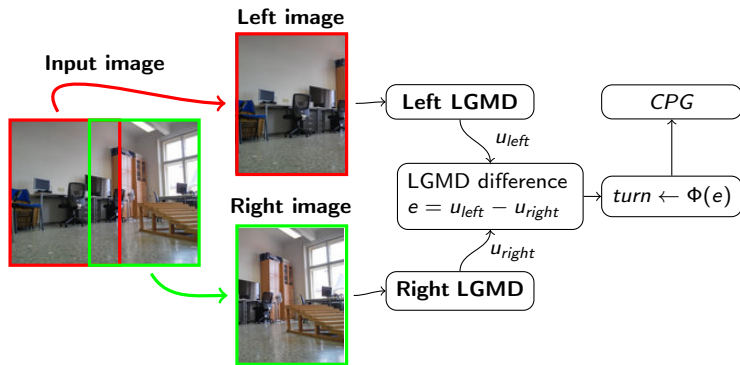 Left image
Input image
Left LGMD
CPG
u_left
LGMD difference
e = u_left − u_right
turn ← Φ(e)
Right image
u_right
Right LGMD